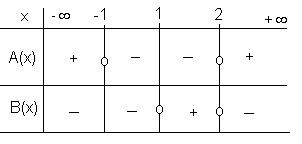 x -∞ -1 1 2 +∞
A(x) + o − − o +
B(x) − − o + o −